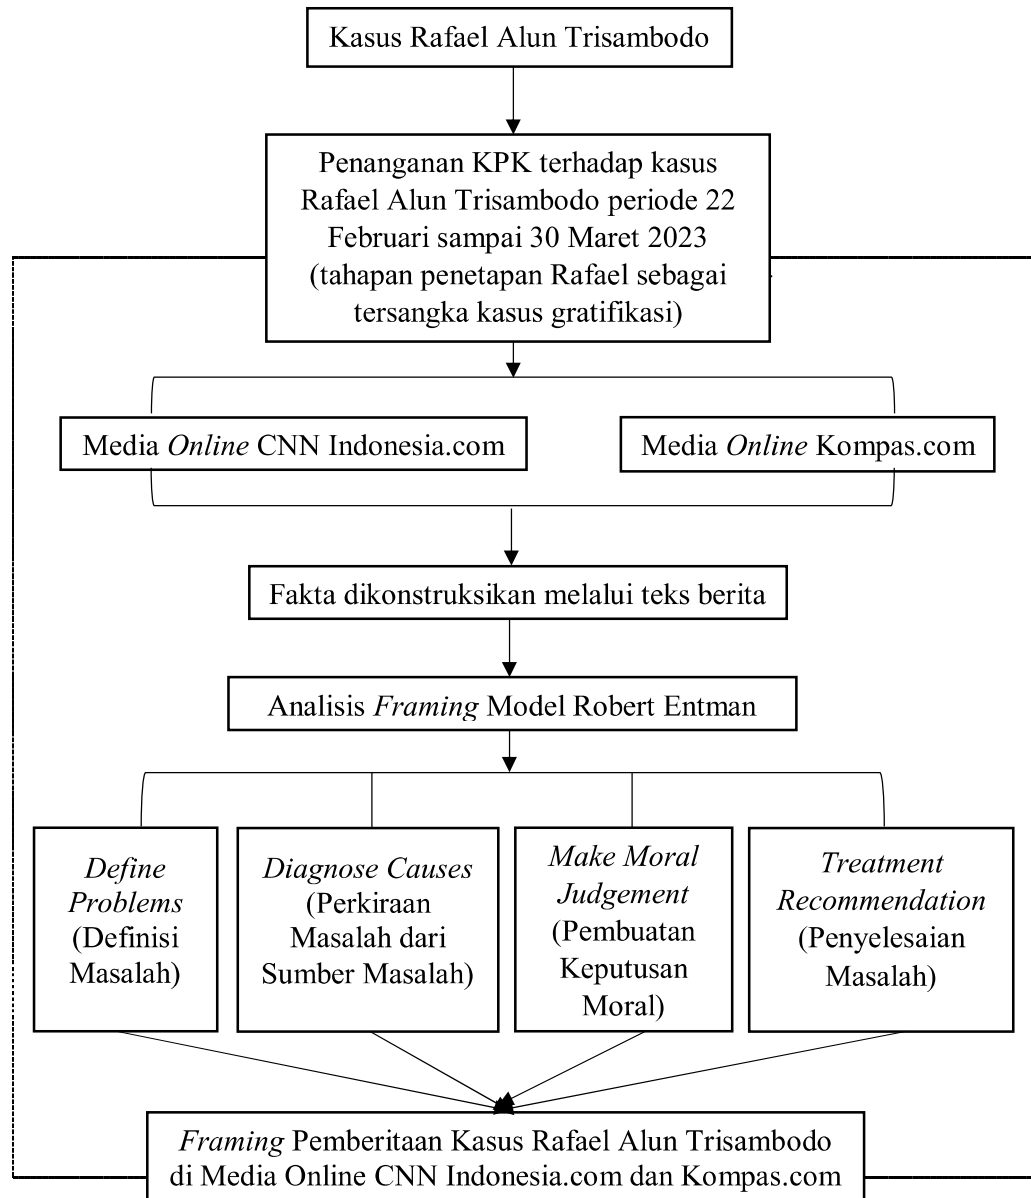 Kasus Rafael Alun Trisambodo
Penanganan KPK terhadap kasus
Rafael Alun Trisambodo periode 22
Februari sampai 30 Maret 2023
(tahapan penetapan Rafael sebagai
tersangka kasus gratifikasi)
Media Online CNN Indonesia.com
Media Online Kompas.com
Fakta dikonstruksikan melalui teks berita
Analisis Framing Model Robert Entman
Define
Problems
(Definisi
Masalah)
Diagnose Causes
(Perkiraan
Masalah dari
Sumber Masalah)
Make Moral
Judgement
(Pembuatan
Keputusan
Moral)
Treatment
Recommendation
(Penyelesaian
Masalah)
Framing Pemberitaan Kasus Rafael Alun Trisambodo
di Media Online CNN Indonesia.com dan Kompas.com